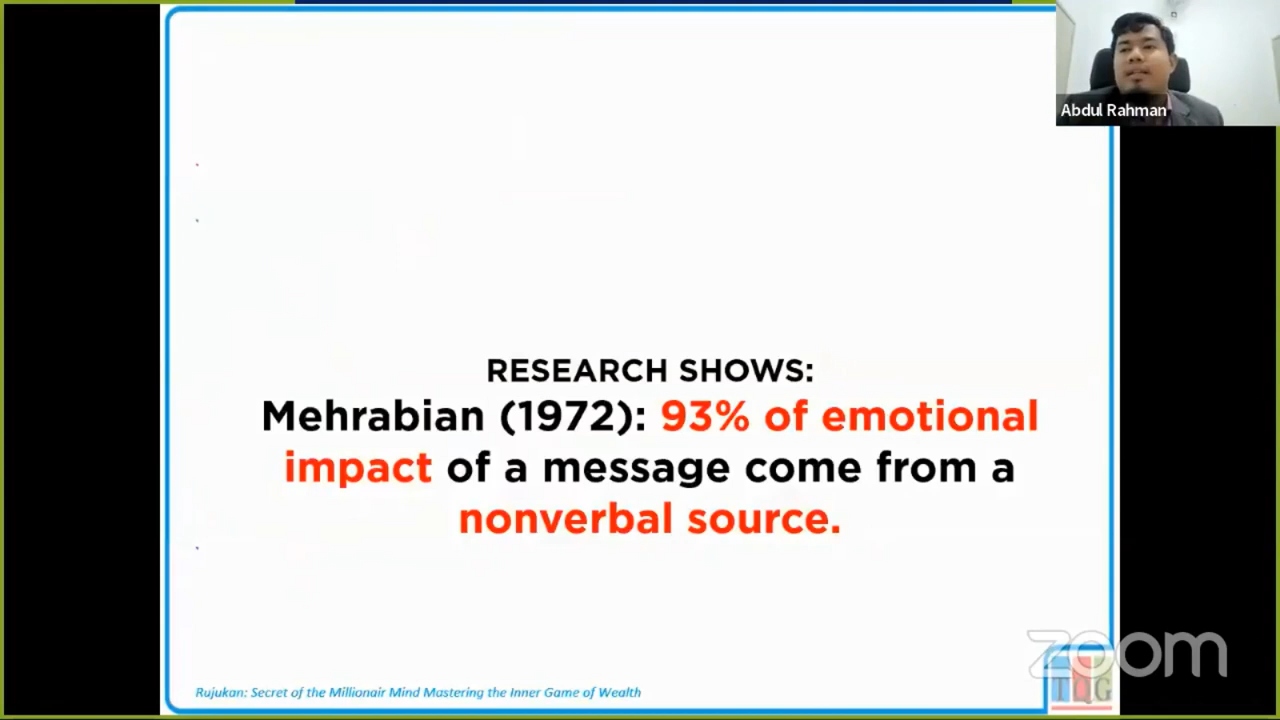 Abdul Rahman
RESEARCH SHOWS:
Mehrabian (1972): 93% of emotional
impact of a message come from a
nonverbal source.
zoom
TQG
Rujukan: Secret of the Millionair Mind Mastering the Inner Game of Wealth